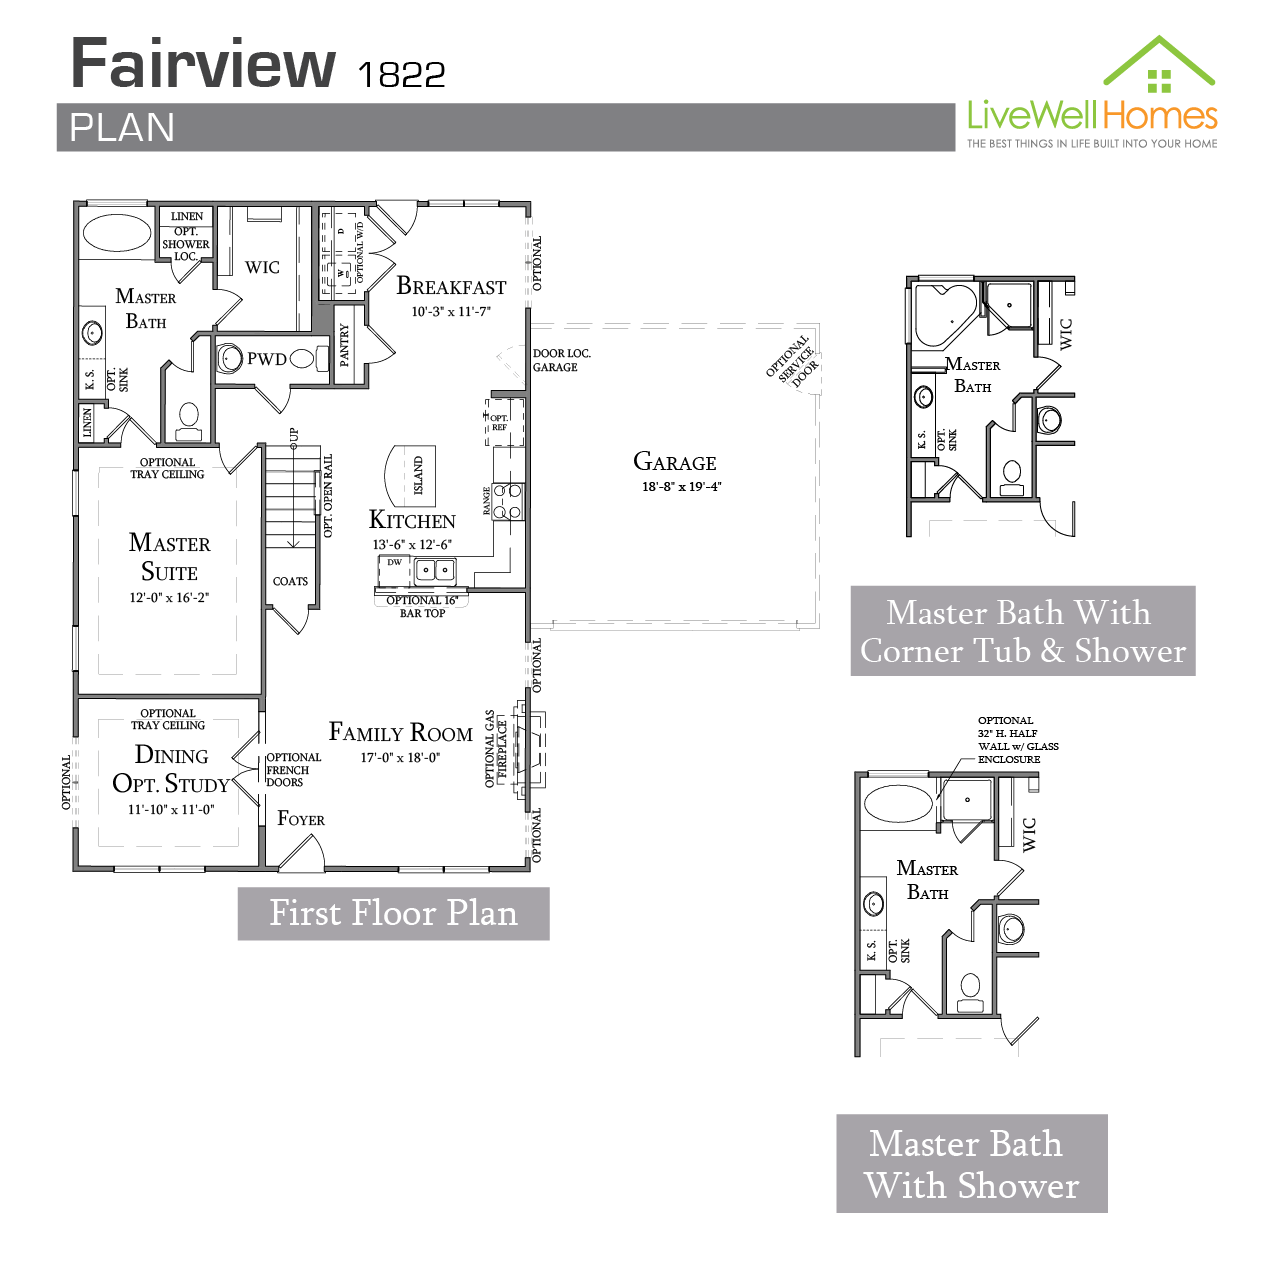 Fairview 1822
PLAN
LiveWell Homes
THE BEST THINGS IN LIFE BUILT INTO YOUR HOME
LINEN
OPT.
SHOWER
LOC.
WIC
D
W
OPTIONAL W/D
BREAKFAST
10'-3" x 11'-7"
OPTIONAL
MASTER
BATH
PANTRY
PWD
DOOR LOC.
GARAGE
OPTIONAL
SERVICE
DOOR
K. S.
OPT.
SINK
LINEN
UP
OPT.
REF
OPTIONAL
TRAY CEILING
OPT. OPEN RAIL
ISLAND
RANGE
GARAGE
18'-8" x 19'-4"
KITCHEN
13'-6" x 12'-6"
MASTER
SUITE
12'-0" x 16'-2"
DW
COATS
OPTIONAL 16"
BAR TOP
OPTIONAL
OPTIONAL
TRAY CEILING
DINING
OPT. STUDY
11'-10" x 11'-0"
OPTIONAL
OPTIONAL
FRENCH
DOORS
FAMILY ROOM
17'-0" x 18'-0"
OPTIONAL GAS
FIREPLACE
FOYER
OPTIONAL
First Floor Plan
WIC
MASTER
BATH
K. S.
OPT.
SINK
Master Bath With
Corner Tub & Shower
OPTIONAL
32" H. HALF
WALL w/ GLASS
ENCLOSURE
WIC
MASTER
BATH
K. S.
OPT.
SINK
Master Bath
With Shower